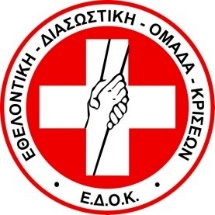 ΕΘΕΛΟΝΤΙΚΗ - ΔΙΑΣΩΣΤΙΚΗ - ΟΜΑΔΑ - ΚΡΙΣΕΩΝ
· Ε.Δ.Ο.Κ. ·